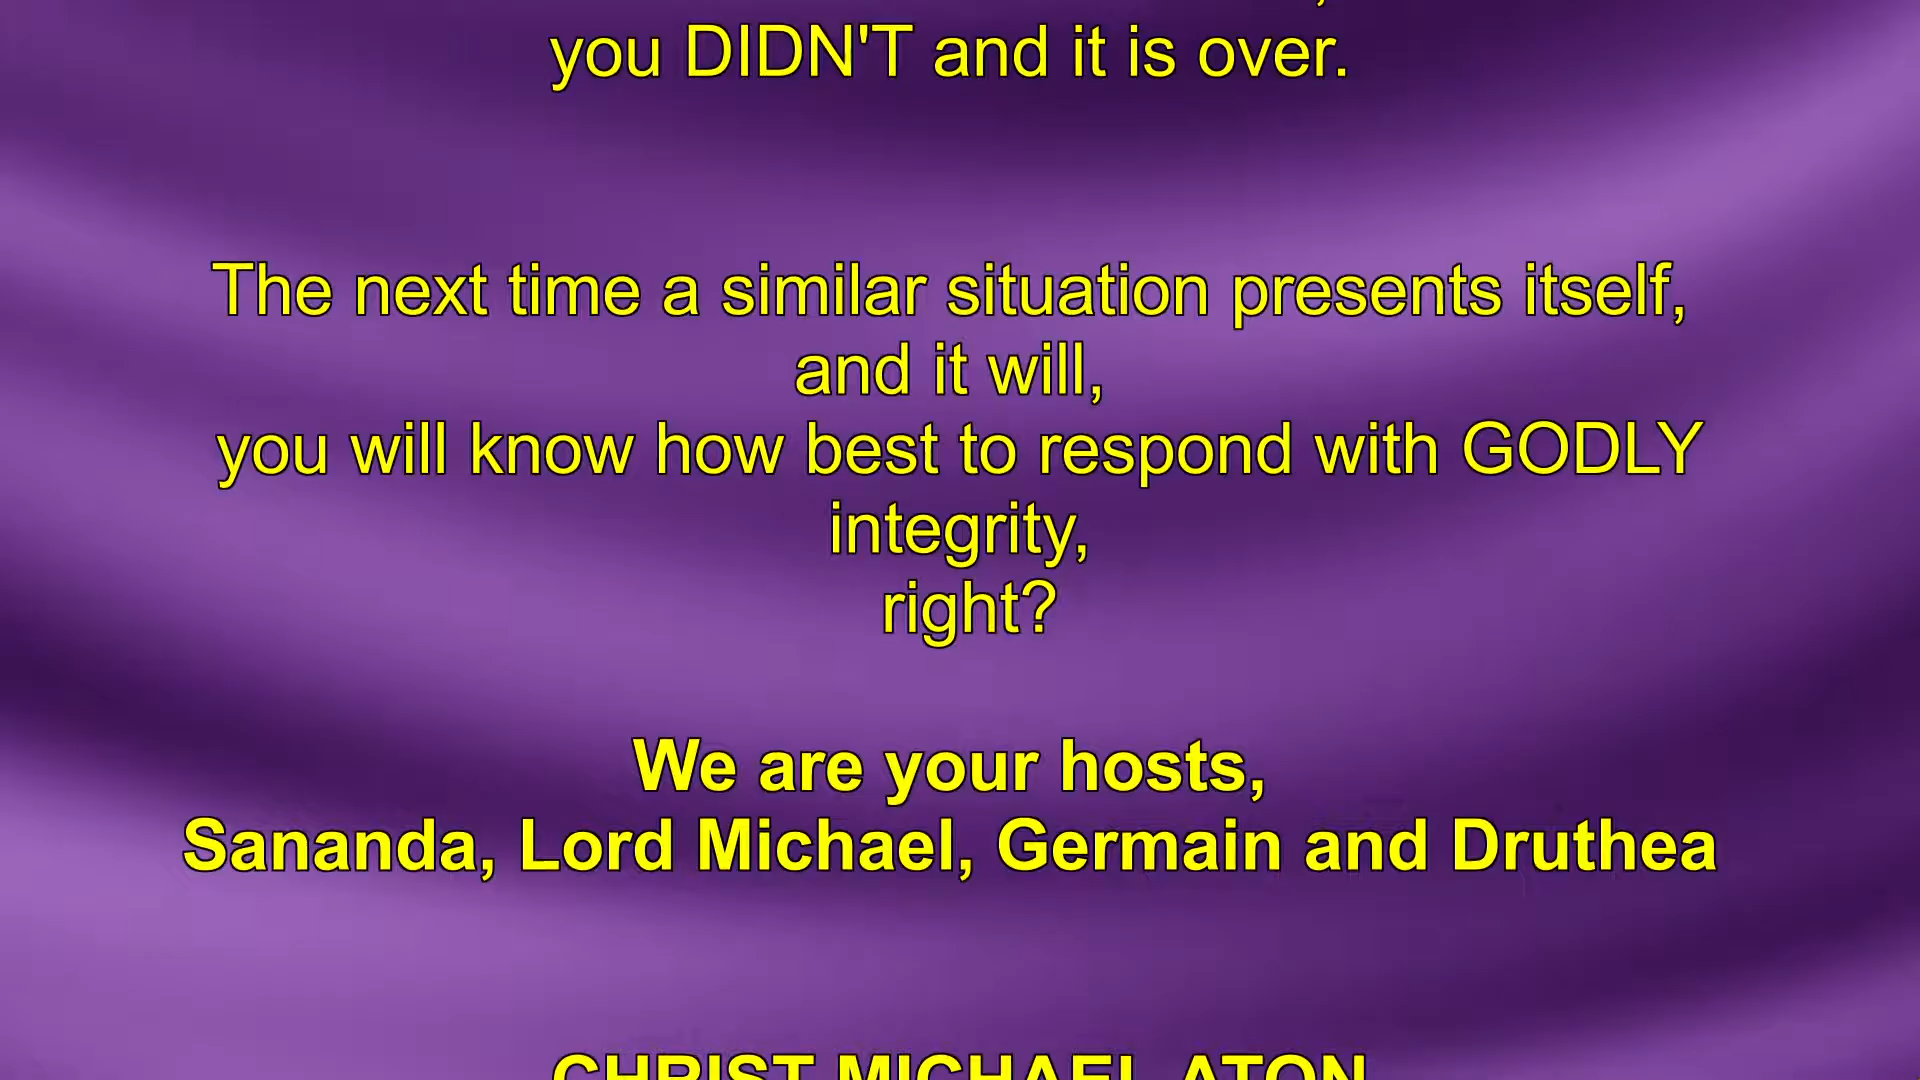 you DIDN'T and it is over.
The next time a similar situation presents itself,
and it will,
you will know how best to respond with GODLY
integrity,
right?
We are your hosts,
Sananda, Lord Michael, Germain and Druthea
CHRIST MICHAEL ATON